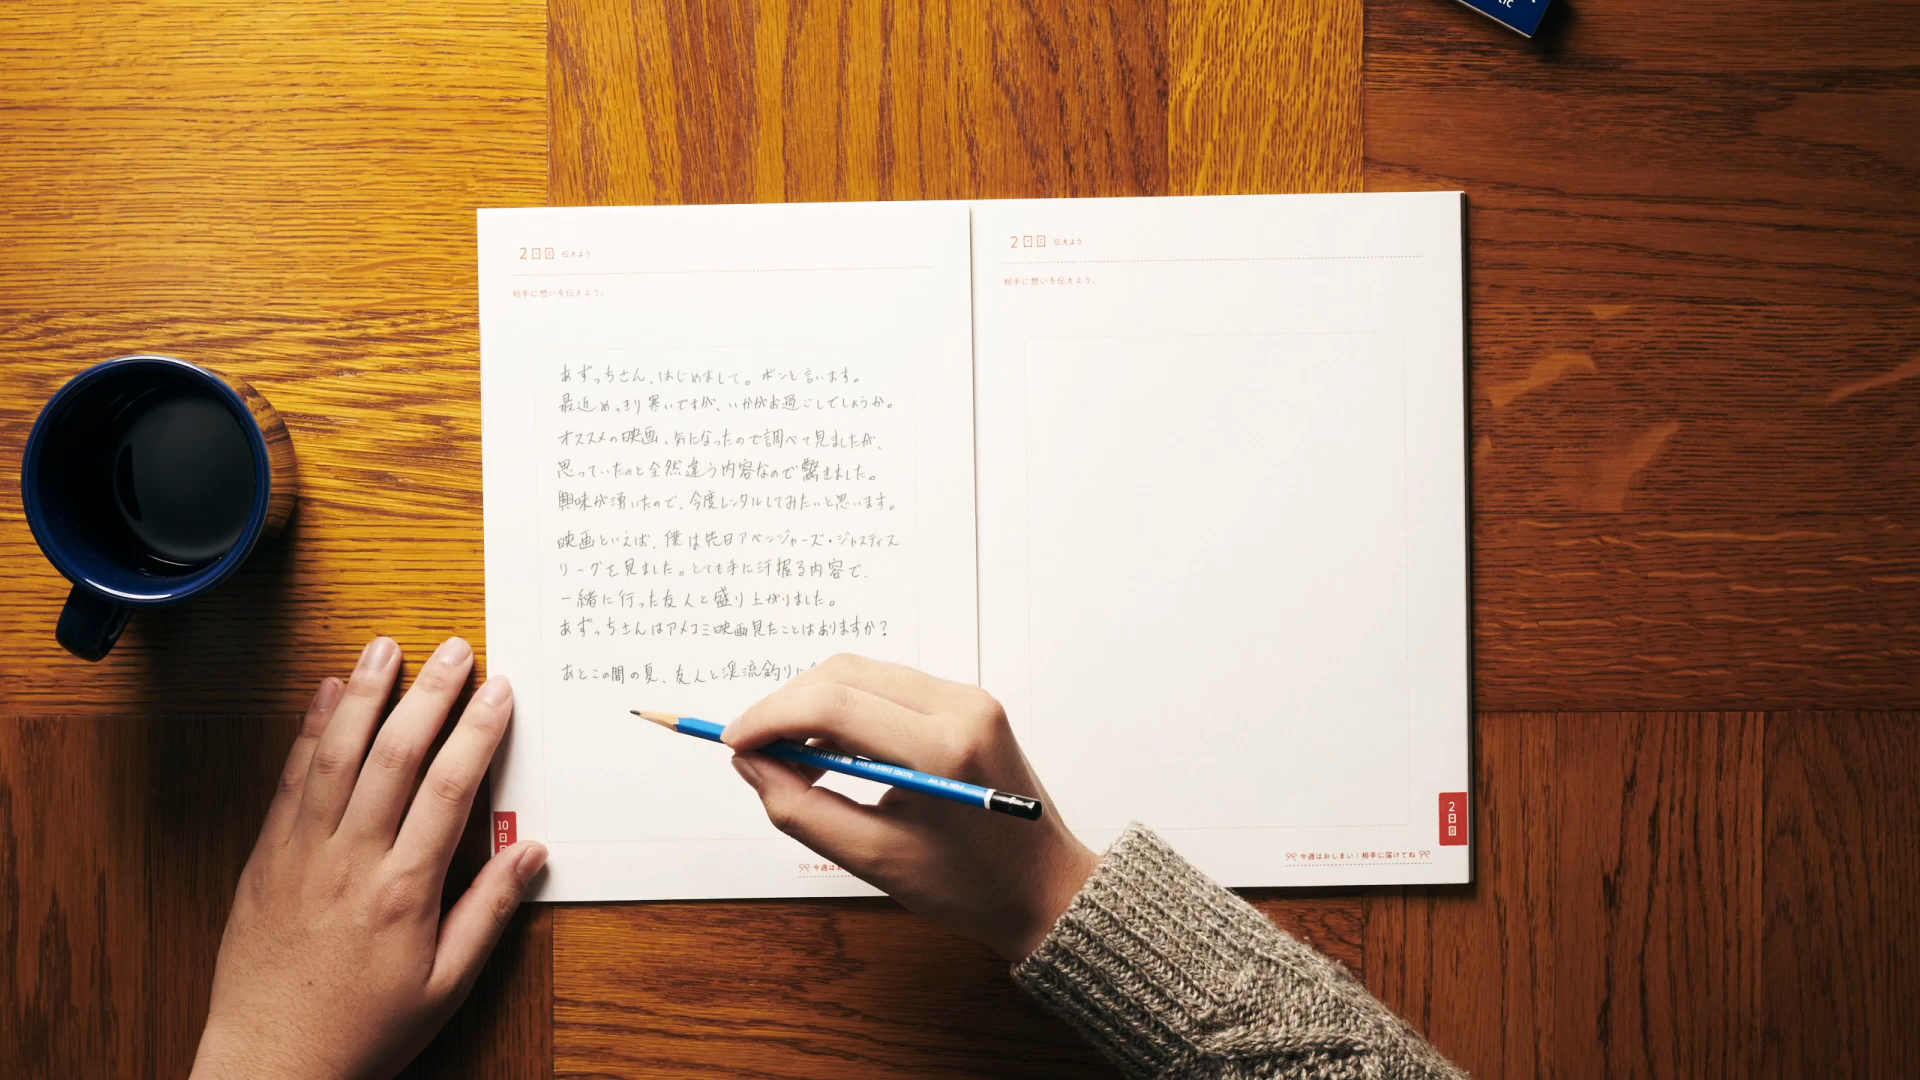 2日目 伝えよう
相手に想いを伝えよう。
あずっちさん、はじめまして。ボンと言います。
最近めっきり寒いですが、いかがお過ごしでしょうか。
オススメの映画、気になったので調べて見ましたが、
思っていたのと全然違う内容なので驚きました。
興味が湧いたので、今度レンタルしてみたいと思います。
映画といえば、僕は先日アベンジャーズ・ジャスティス
リーグを見ました。とても手に汗握る内容で、
一緒に行った友人と盛り上がりました。
あずっちさんはアメコミ映画見たことはありますか?
あとこの間の夏、友人と渓流釣りに
10日目
今週は
2日目 伝えよう
相手に想いを伝えよう。
2日目
今週はおしまい!相手に届けてね